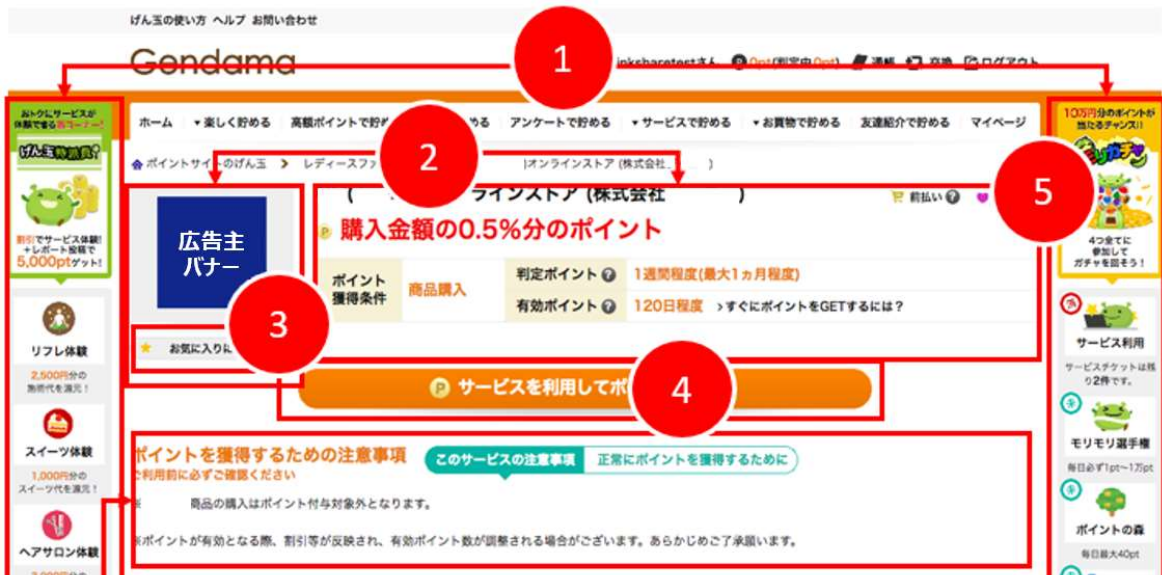 げん玉の使い方 ヘルプ お問い合わせ
Gendama
1
inksharetestさん 0pt(判定中0pt) 通帳 交換 ログアウト
おトクにサービスが
体験できる
げん玉特派員
割引でサービス体験!
+レポート投稿で
5,000ptゲット!
リフレ体験
2,500円分の
施術代を還元!
スイーツ体験
1,000円分の
スイーツ代を還元!
ヘアサロン体験
ホーム ▾楽しく貯める 高額ポイントで貯め める アンケートで貯める ▾サービスで貯める ▾お買物で貯める 友達紹介で貯める マイページ
2
ポイントサイトのげん玉 レディースファ )オンラインストア (株式会社 )
広告主
バナー
( ラインストア (株式会社 )
前払い
5
P 購入金額の0.5%分のポイント
ポイント
獲得条件
商品購入
判定ポイント 1週間程度(最大1ヵ月程度)
有効ポイント 120日程度 ›すぐにポイントをGETするには?
3
お気に入りに
P サービスを利用してポ
4
ポイントを獲得するための注意事項 このサービスの注意事項 正常にポイントを獲得するために
ご利用前に必ずご確認ください
※ 商品の購入はポイント付与対象外となります。
※ポイントが有効となる際、割引等が反映され、有効ポイント数が調整される場合がございます。あらかじめご了承願います。
10万円分のポイントが
当たるチャンス!!
4つ全てに
参加して
ガチャを回そう!
サービス利用
サービスチケットは残
り2件です。
モリモリ選手権
毎日必ず1pt〜1万pt
ポイントの森
毎日最大40pt